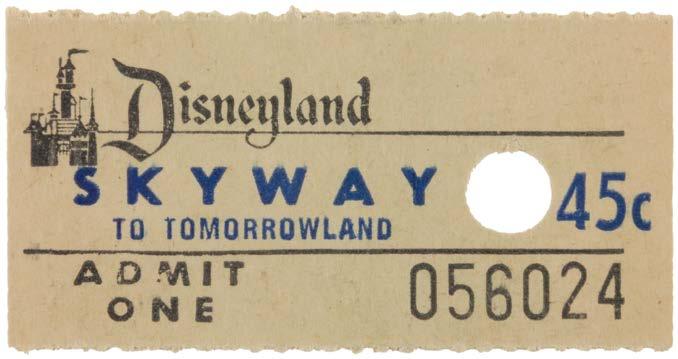 Disneyland
SKYWAY 45c
TO TOMORROWLAND
ADMIT
ONE 056024